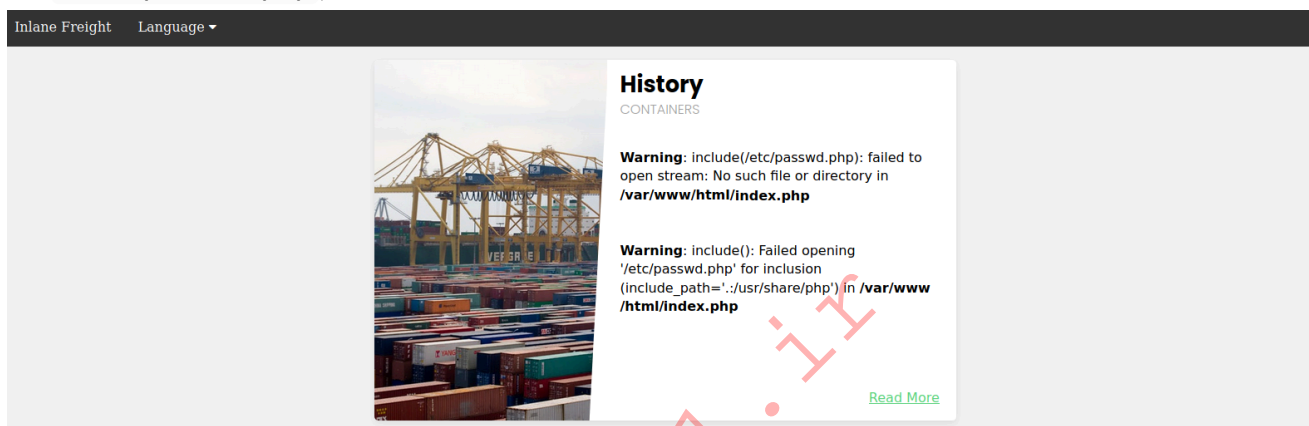 Inlane Freight Language
History
CONTAINERS
Warning: include(/etc/passwd.php): failed to
open stream: No such file or directory in
/var/www/html/index.php
Warning: include(): Failed opening
'/etc/passwd.php' for inclusion
(include_path='.:/usr/share/php') in /var/www
/html/index.php
Read More
.ir